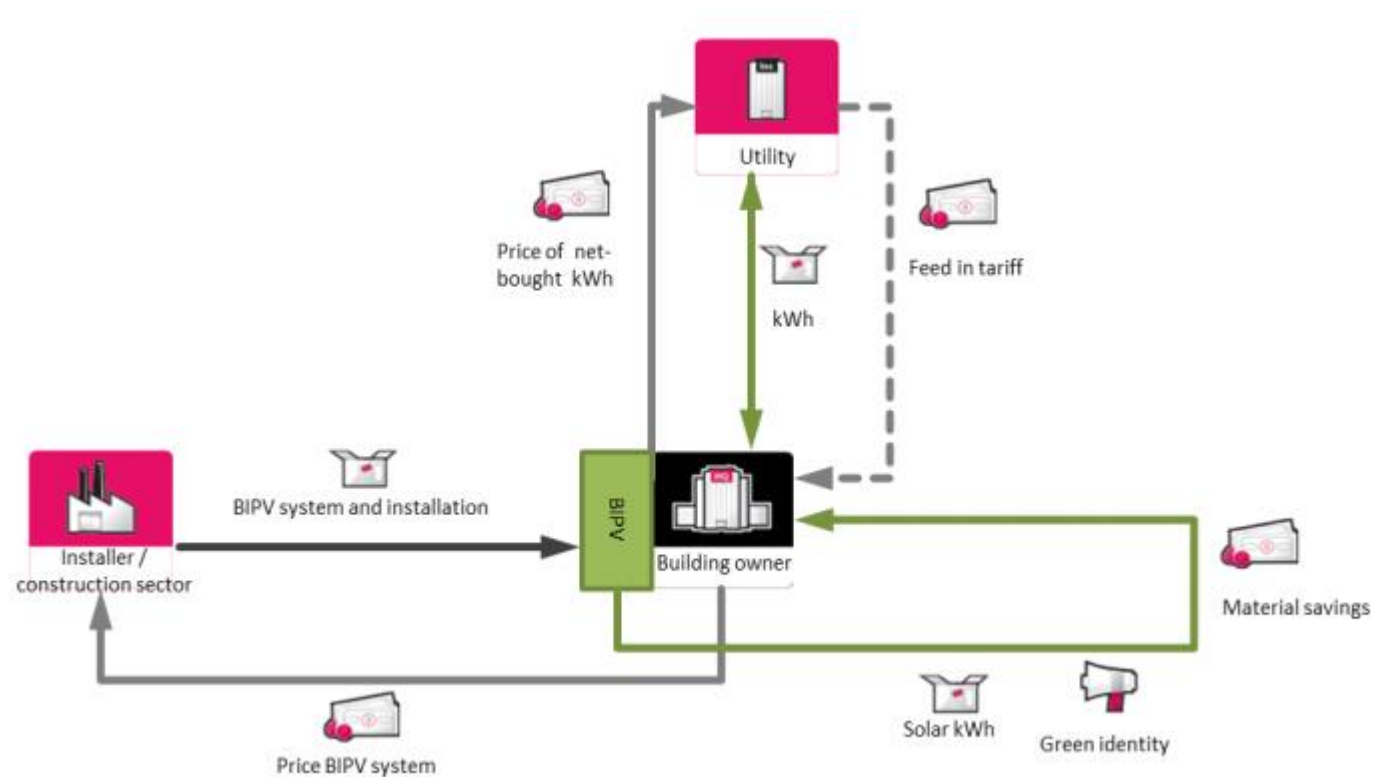 Utility
Price of net-
bought kWh
Feed in tariff
kWh
BIPV system and installation
BIPV
HQ
Installer /
construction sector
Building owner
Material savings
Solar kWh
Green identity
Price BIPV system